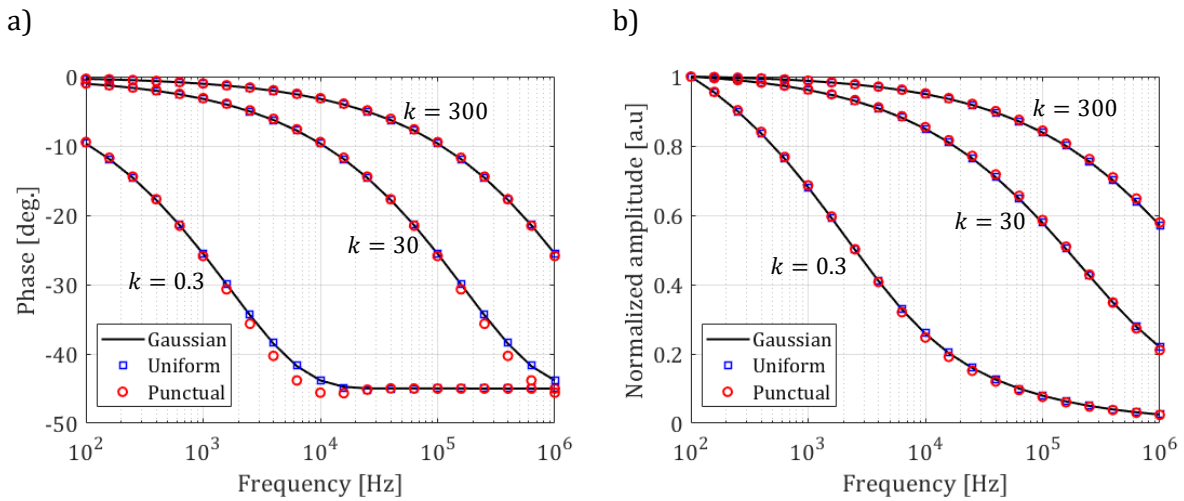 a)
0
-10
-20
-30
-40
-50
Phase [deg.]
k = 300
k = 30
k = 0.3
Gaussian
Uniform
Punctual
10^2
10^3
10^4
10^5
10^6
Frequency [Hz]
b)
1
0.8
0.6
0.4
0.2
0
Normalized amplitude [a.u]
k = 300
k = 30
k = 0.3
Gaussian
Uniform
Punctual
10^2
10^3
10^4
10^5
10^6
Frequency [Hz]